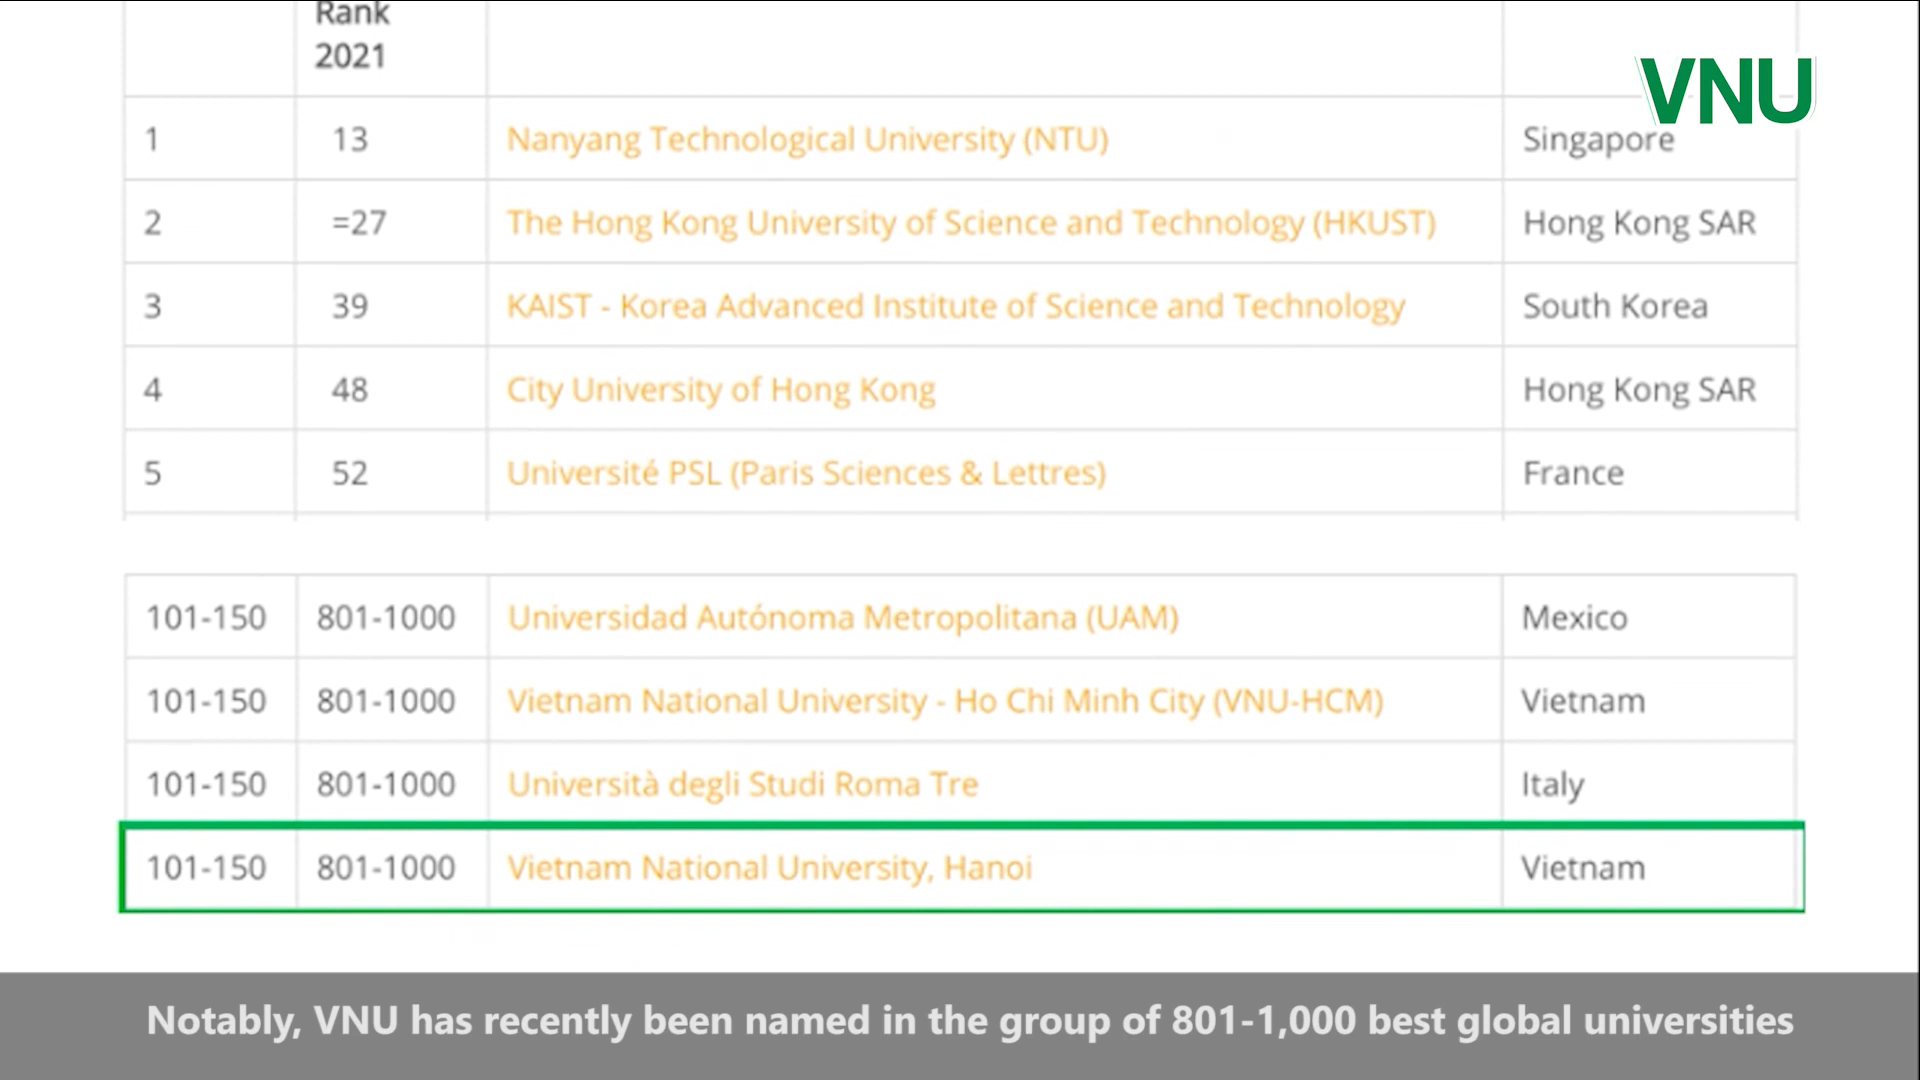 Rank
2021
VNU
1 13 Nanyang Technological University (NTU) Singapore
2 =27 The Hong Kong University of Science and Technology (HKUST) Hong Kong SAR
3 39 KAIST - Korea Advanced Institute of Science and Technology South Korea
4 48 City University of Hong Kong Hong Kong SAR
5 52 Université PSL (Paris Sciences & Lettres) France
101-150 801-1000 Universidad Autónoma Metropolitana (UAM) Mexico
101-150 801-1000 Vietnam National University - Ho Chi Minh City (VNU-HCM) Vietnam
101-150 801-1000 Università degli Studi Roma Tre Italy
101-150 801-1000 Vietnam National University, Hanoi Vietnam
Notably, VNU has recently been named in the group of 801-1,000 best global universities